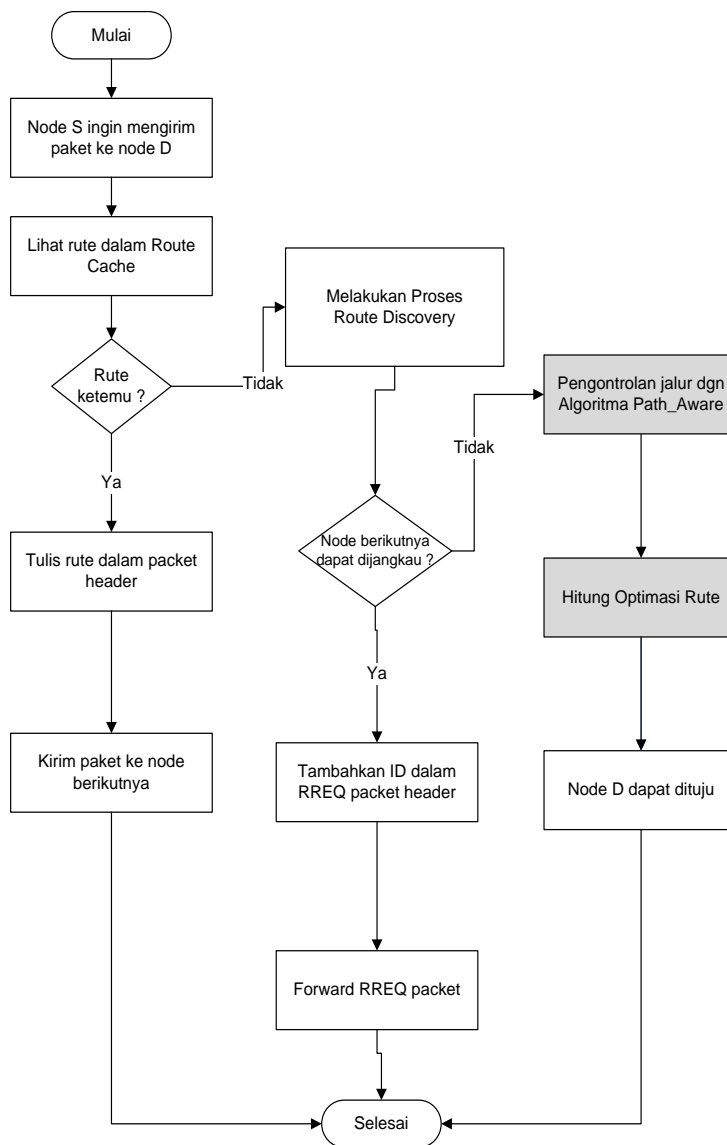 Mulai
Node S ingin mengirim
paket ke node D
Lihat rute dalam Route
Cache
Rute
ketemu ?
Tidak
Ya
Tulis rute dalam packet
header
Kirim paket ke node
berikutnya
Melakukan Proses
Route Discovery
Node berikutnya
dapat dijangkau ?
Tidak
Ya
Tambahkan ID dalam
RREQ packet header
Forward RREQ packet
Pengontrolan jalur dgn
Algoritma Path_Aware
Hitung Optimasi Rute
Node D dapat dituju
Selesai